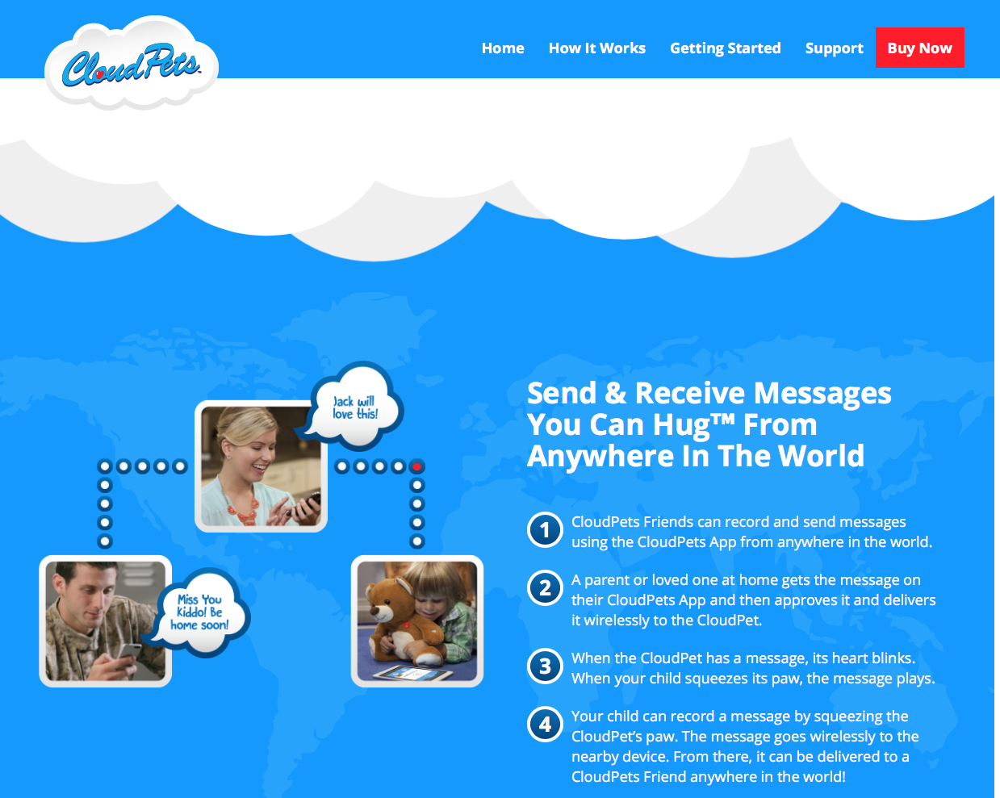 CloudPets™
Home How It Works Getting Started Support Buy Now
Jack will
love this!
Miss You
Kiddo! Be
home soon!
Send & Receive Messages
You Can Hug™ From
Anywhere In The World
1 CloudPets Friends can record and send messages
using the CloudPets App from anywhere in the world.
2 A parent or loved one at home gets the message on
their CloudPets App and then approves it and delivers
it wirelessly to the CloudPet.
3 When the CloudPet has a message, its heart blinks.
When your child squeezes its paw, the message plays.
4 Your child can record a message by squeezing the
CloudPet’s paw. The message goes wirelessly to the
nearby device. From there, it can be delivered to a
CloudPets Friend anywhere in the world!